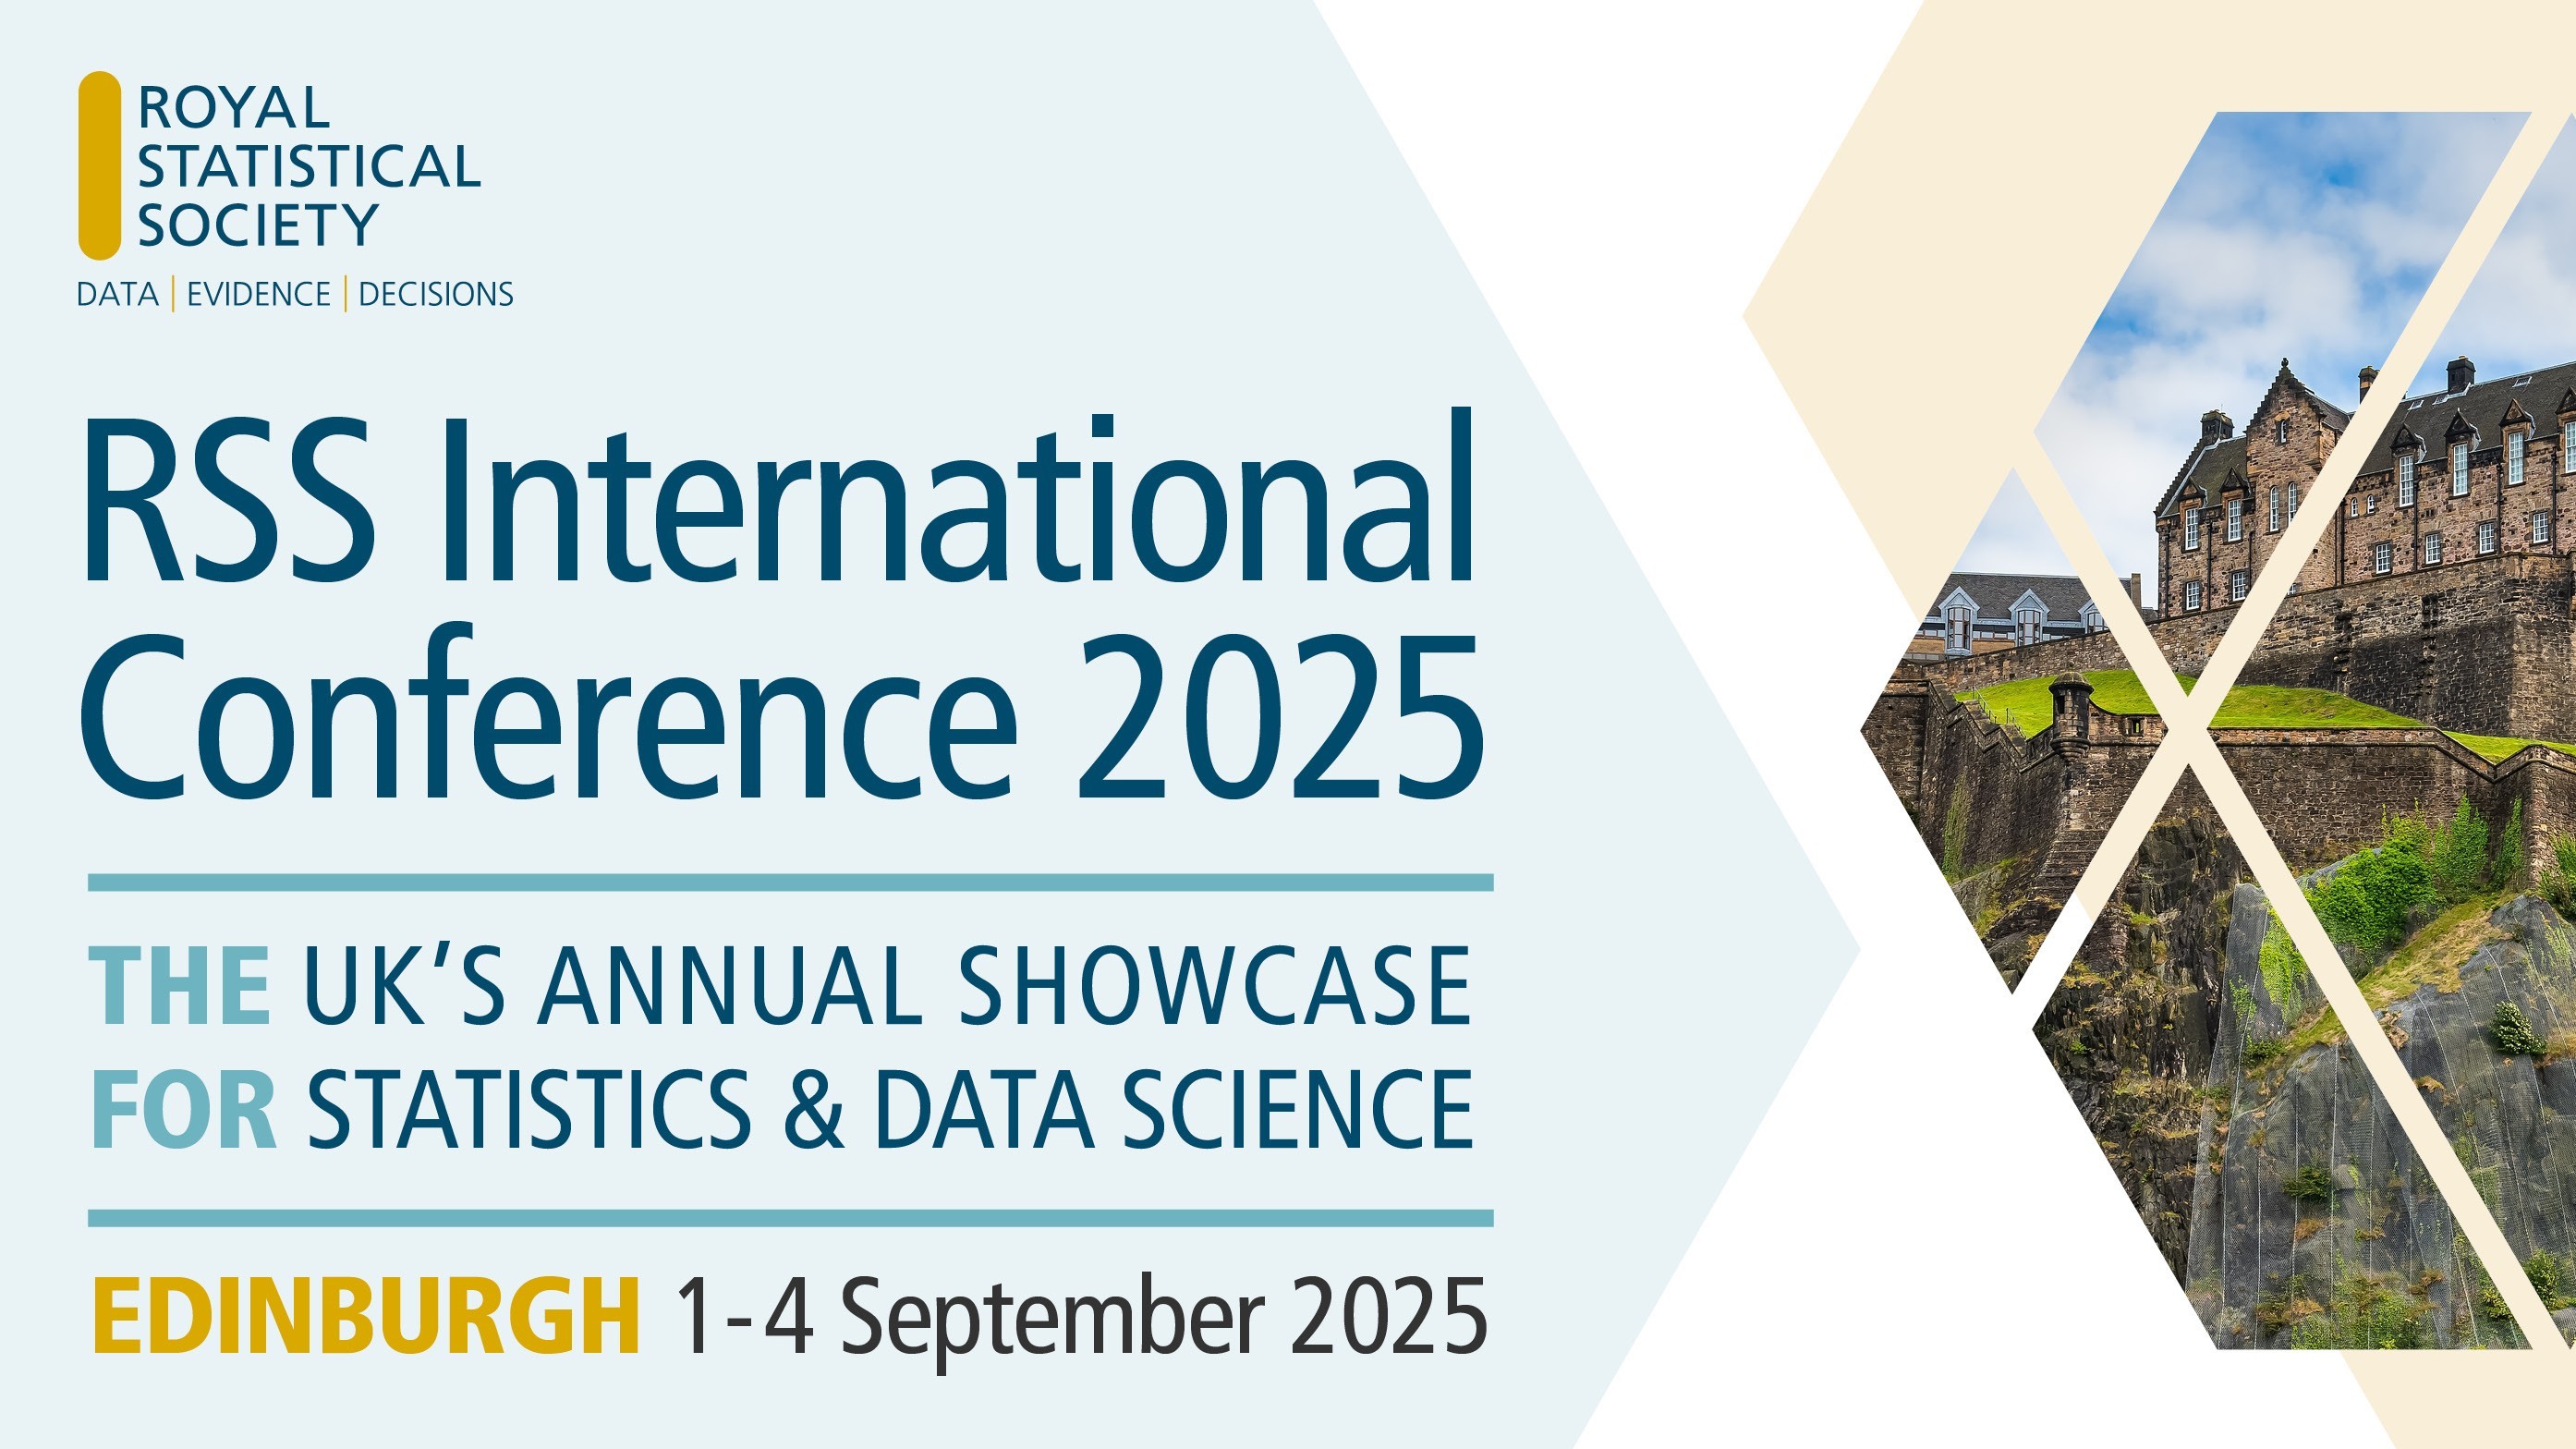 ROYAL
STATISTICAL
SOCIETY
DATA | EVIDENCE | DECISIONS
RSS International
Conference 2025
THE UK’S ANNUAL SHOWCASE
FOR STATISTICS & DATA SCIENCE
EDINBURGH 1-4 September 2025